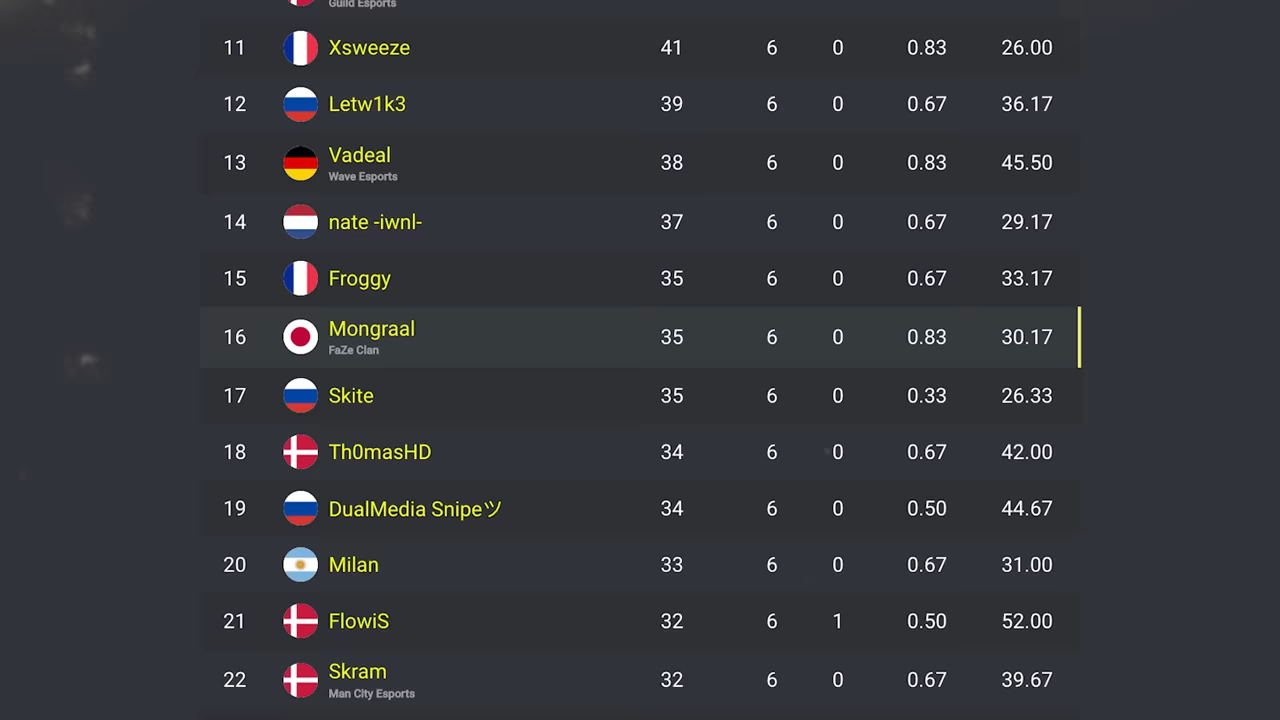 Guild Esports
11 Xsweeze 41 6 0 0.83 26.00
12 Letw1k3 39 6 0 0.67 36.17
13 Vadeal 38 6 0 0.83 45.50
Wave Esports
14 nate -iwnl- 37 6 0 0.67 29.17
15 Froggy 35 6 0 0.67 33.17
16 Mongraal 35 6 0 0.83 30.17
FaZe Clan
17 Skite 35 6 0 0.33 26.33
18 Th0masHD 34 6 0 0.67 42.00
19 DualMedia Snipeツ 34 6 0 0.50 44.67
20 Milan 33 6 0 0.67 31.00
21 FlowiS 32 6 1 0.50 52.00
22 Skram 32 6 0 0.67 39.67
Man City Esports